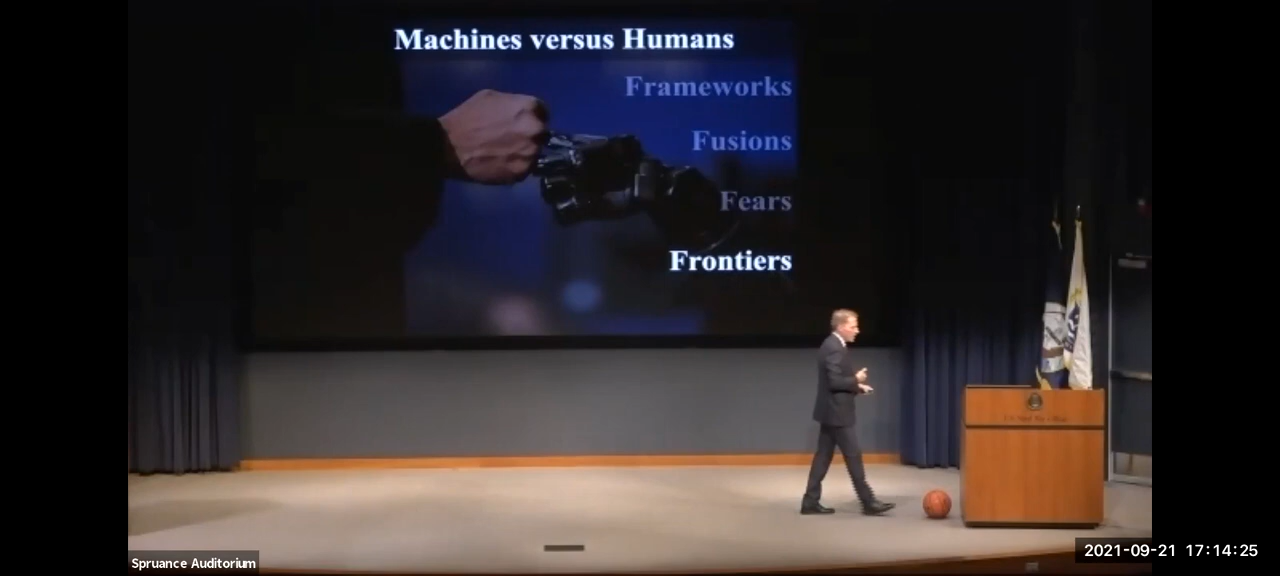 Machines versus Humans
Frameworks
Fusions
Fears
Frontiers
Spruance Auditorium
2021-09-21 17:14:25